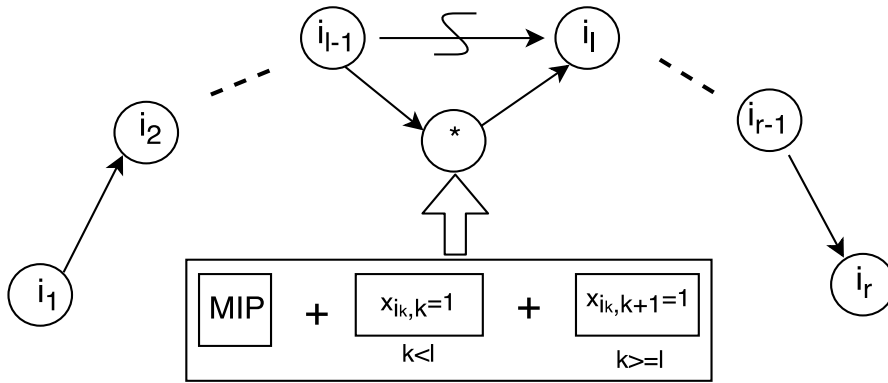 i_{l-1}
i_l
i_2
*
i_{r-1}
i_1
i_r
MIP + x_{i_k,k}=1 + x_{i_k,k+1}=1
k<l
k>=l